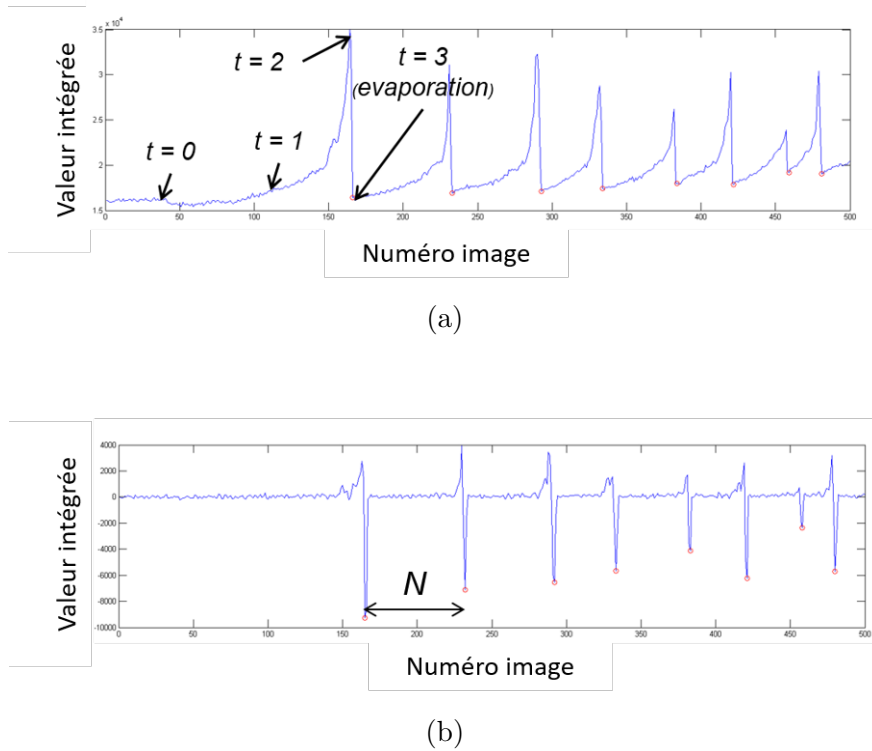 3.5 x 10⁴
3
2.5
2
1.5
Valeur intégrée
t = 0
t = 1
t = 2
t = 3
(evaporation)
0 50 100 150 200 250 300 350 400 450 500
Numéro image
(a)
4000
2000
0
-2000
-4000
-6000
-8000
-10000
Valeur intégrée
N
0 50 100 150 200 250 300 350 400 450 500
Numéro image
(b)